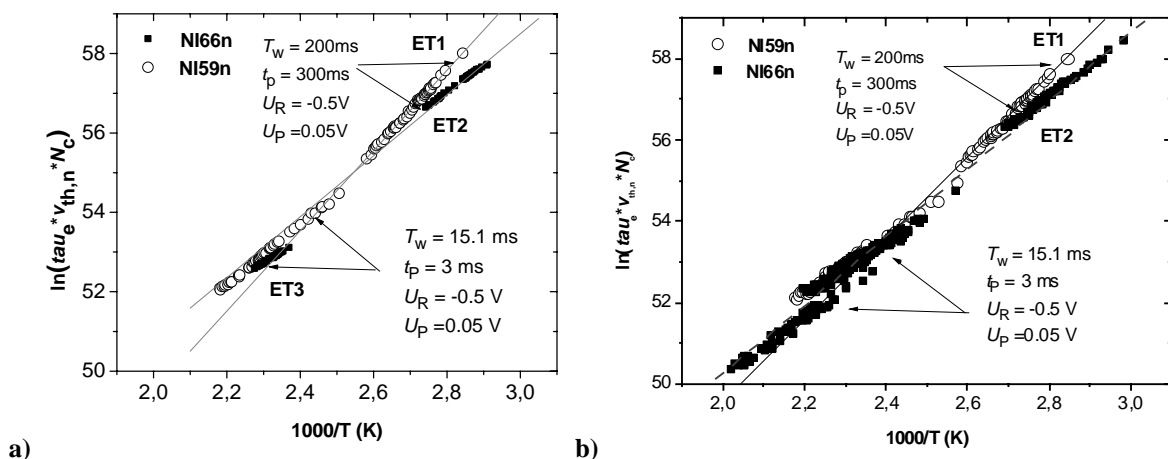 58
57
56
55
54
53
52
51
50
ln(tau_e*v_th,n*N_c)
NI66n
NI59n
T_w = 200ms
t_p = 300ms
U_R = -0.5V
U_P = 0.05V
ET1
ET2
ET3
T_w = 15.1 ms
t_P = 3 ms
U_R = -0.5 V
U_P =0.05 V
2,0 2,2 2,4 2,6 2,8 3,0
1000/T (K)
a)
58
56
54
52
50
ln(tau_e*v_th,n*N_c)
NI59n
NI66n
T_w = 200ms
t_p = 300ms
U_R = -0.5V
U_P =0.05V
ET1
ET2
T_w = 15.1 ms
t_P = 3 ms
U_R = -0.5 V
U_P = 0.05 V
2,0 2,2 2,4 2,6 2,8 3,0
1000/T (K)
b)